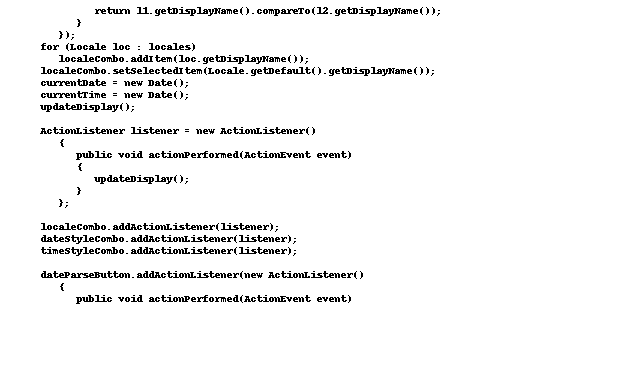 return l1.getDisplayName().compareTo(l2.getDisplayName());
}
});
for (Locale loc : locales)
localeCombo.addItem(loc.getDisplayName());
localeCombo.setSelectedItem(Locale.getDefault().getDisplayName());
currentDate = new Date();
currentTime = new Date();
updateDisplay();
ActionListener listener = new ActionListener()
{
public void actionPerformed(ActionEvent event)
{
updateDisplay();
}
};
localeCombo.addActionListener(listener);
dateStyleCombo.addActionListener(listener);
timeStyleCombo.addActionListener(listener);
dateParseButton.addActionListener(new ActionListener()
{
public void actionPerformed(ActionEvent event)